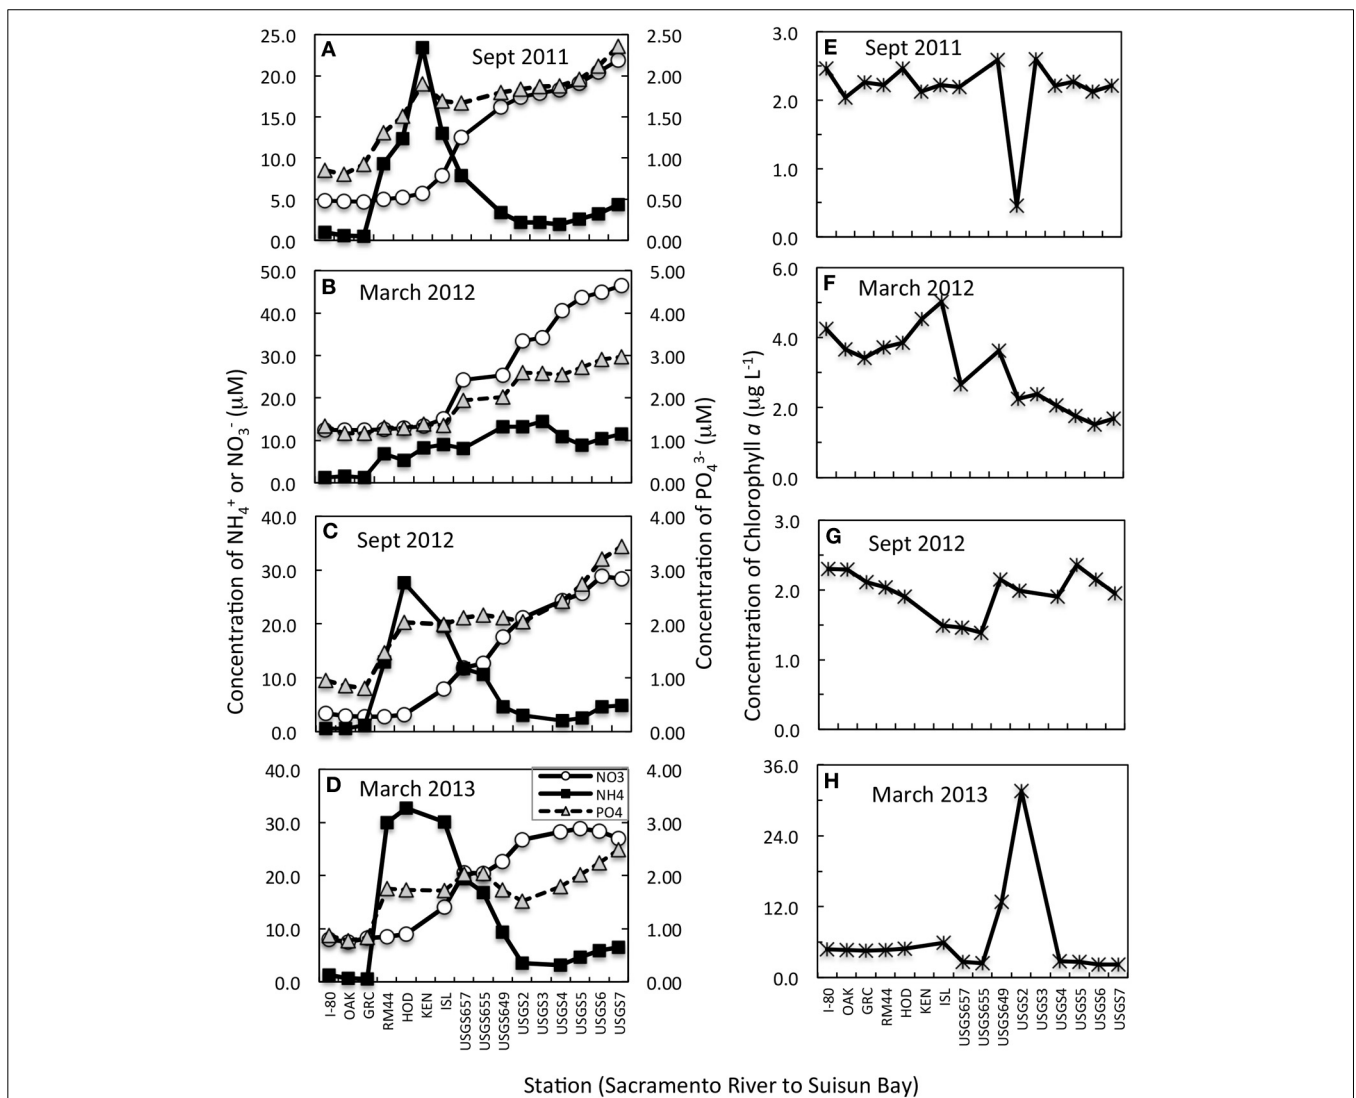 A Sept 2011
25.0
20.0
15.0
10.0
5.0
0.0
2.50
2.00
1.50
1.00
0.50
0.00
B March 2012
50.0
40.0
30.0
20.0
10.0
0.0
5.00
4.00
3.00
2.00
1.00
0.00
C Sept 2012
40.0
30.0
20.0
10.0
0.0
4.00
3.00
2.00
1.00
0.00
D March 2013
NO3
NH4
PO4
40.0
30.0
20.0
10.0
0.0
4.00
3.00
2.00
1.00
0.00
Concentration of NH₄⁺ or NO₃⁻ (µM)
Concentration of PO₄³⁻ (µM)
I-80
OAK
GRC
RM44
HOD
KEN
ISL
USGS657
USGS655
USGS649
USGS2
USGS3
USGS4
USGS5
USGS6
USGS7
E Sept 2011
3.0
2.0
1.0
0.0
F March 2012
6.0
4.0
2.0
0.0
G Sept 2012
3.0
2.0
1.0
0.0
H March 2013
36.0
24.0
12.0
0.0
Concentration of Chlorophyll a (µg L⁻¹)
I-80
OAK
GRC
RM44
HOD
KEN
ISL
USGS657
USGS655
USGS649
USGS2
USGS3
USGS4
USGS5
USGS6
USGS7
Station (Sacramento River to Suisun Bay)